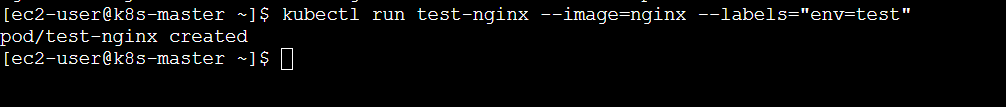 [ec2-user@k8s-master ~]$ kubectl run test-nginx --image=nginx --labels="env=test"
pod/test-nginx created
[ec2-user@k8s-master ~]$